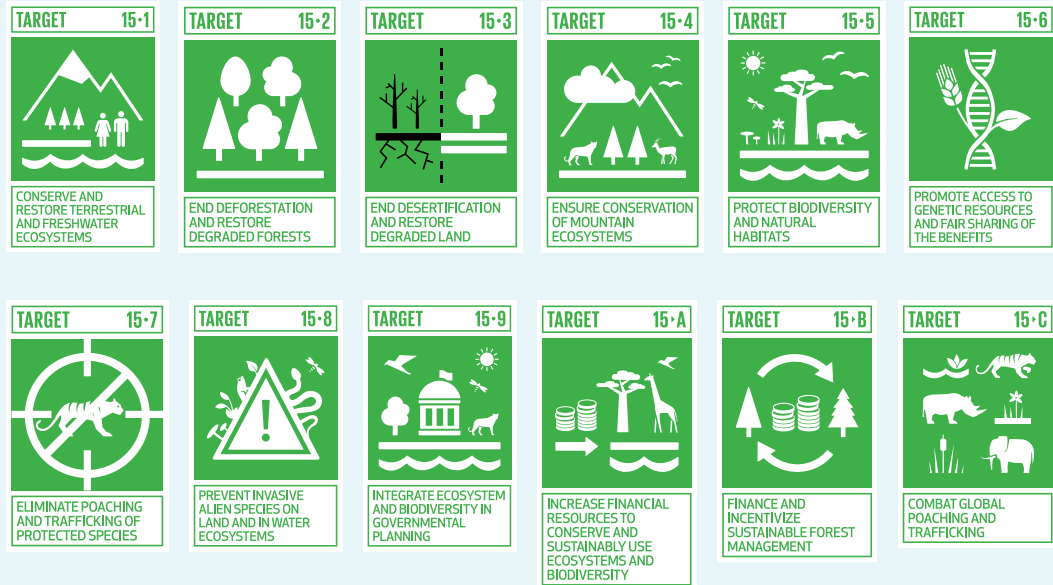 TARGET 15·1
CONSERVE AND
RESTORE TERRESTRIAL
AND FRESHWATER
ECOSYSTEMS
TARGET 15·2
END DEFORESTATION
AND RESTORE
DEGRADED FORESTS
TARGET 15·3
END DESERTIFICATION
AND RESTORE
DEGRADED LAND
TARGET 15·4
ENSURE CONSERVATION
OF MOUNTAIN
ECOSYSTEMS
TARGET 15·5
PROTECT BIODIVERSITY
AND NATURAL
HABITATS
TARGET 15·6
PROMOTE ACCESS TO
GENETIC RESOURCES
AND FAIR SHARING OF
THE BENEFITS
TARGET 15·7
ELIMINATE POACHING
AND TRAFFICKING OF
PROTECTED SPECIES
TARGET 15·8
PREVENT INVASIVE
ALIEN SPECIES ON
LAND AND IN WATER
ECOSYSTEMS
TARGET 15·9
INTEGRATE ECOSYSTEM
AND BIODIVERSITY IN
GOVERNMENTAL
PLANNING
TARGET 15·A
INCREASE FINANCIAL
RESOURCES TO
CONSERVE AND
SUSTAINABLY USE
ECOSYSTEMS AND
BIODIVERSITY
TARGET 15·B
FINANCE AND
INCENTIVIZE
SUSTAINABLE FOREST
MANAGEMENT
TARGET 15·C
COMBAT GLOBAL
POACHING AND
TRAFFICKING